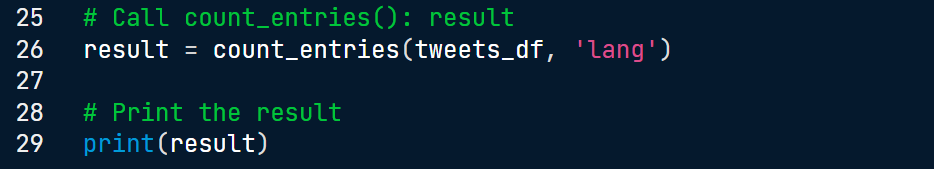 25 # Call count_entries(): result
26 result = count_entries(tweets_df, 'lang')
27
28 # Print the result
29 print(result)